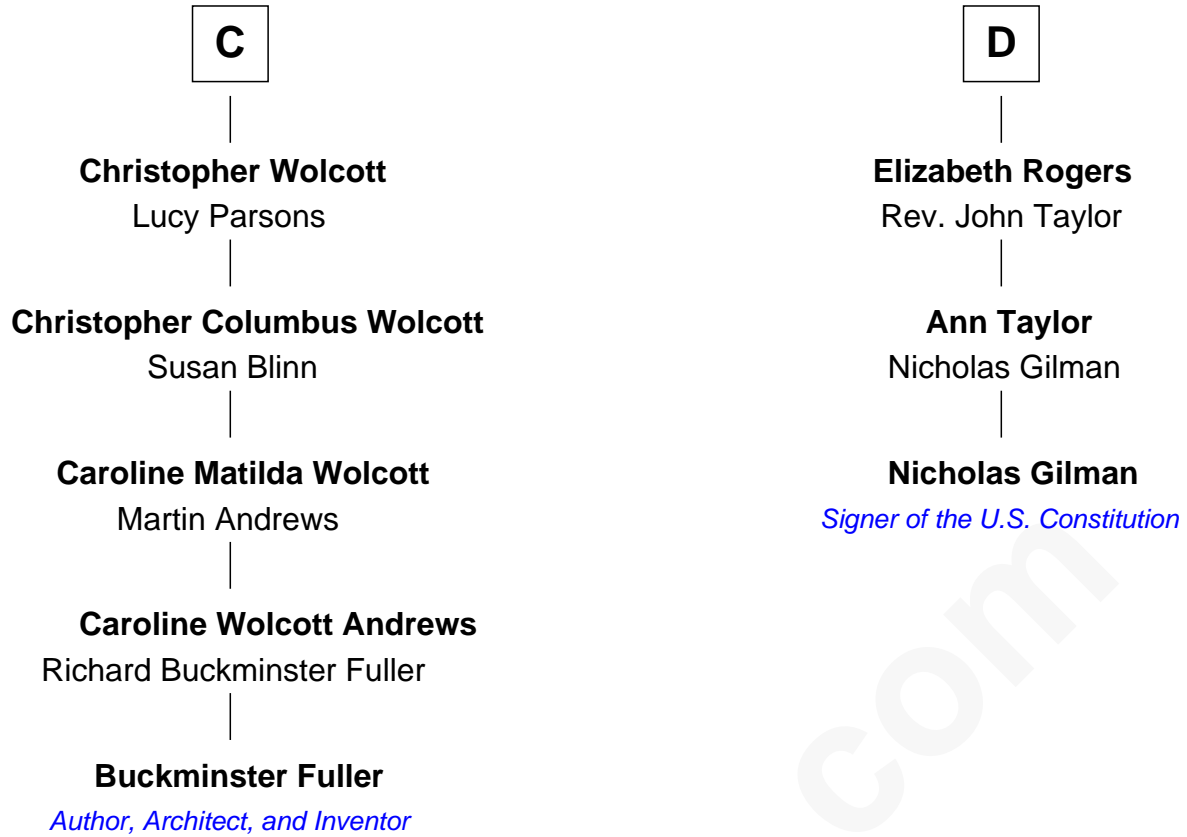 C
Christopher Wolcott
Lucy Parsons
Christopher Columbus Wolcott
Susan Blinn
Caroline Matilda Wolcott
Martin Andrews
Caroline Wolcott Andrews
Richard Buckminster Fuller
Buckminster Fuller
Author, Architect, and Inventor
D
Elizabeth Rogers
Rev. John Taylor
Ann Taylor
Nicholas Gilman
Nicholas Gilman
Signer of the U.S. Constitution
com